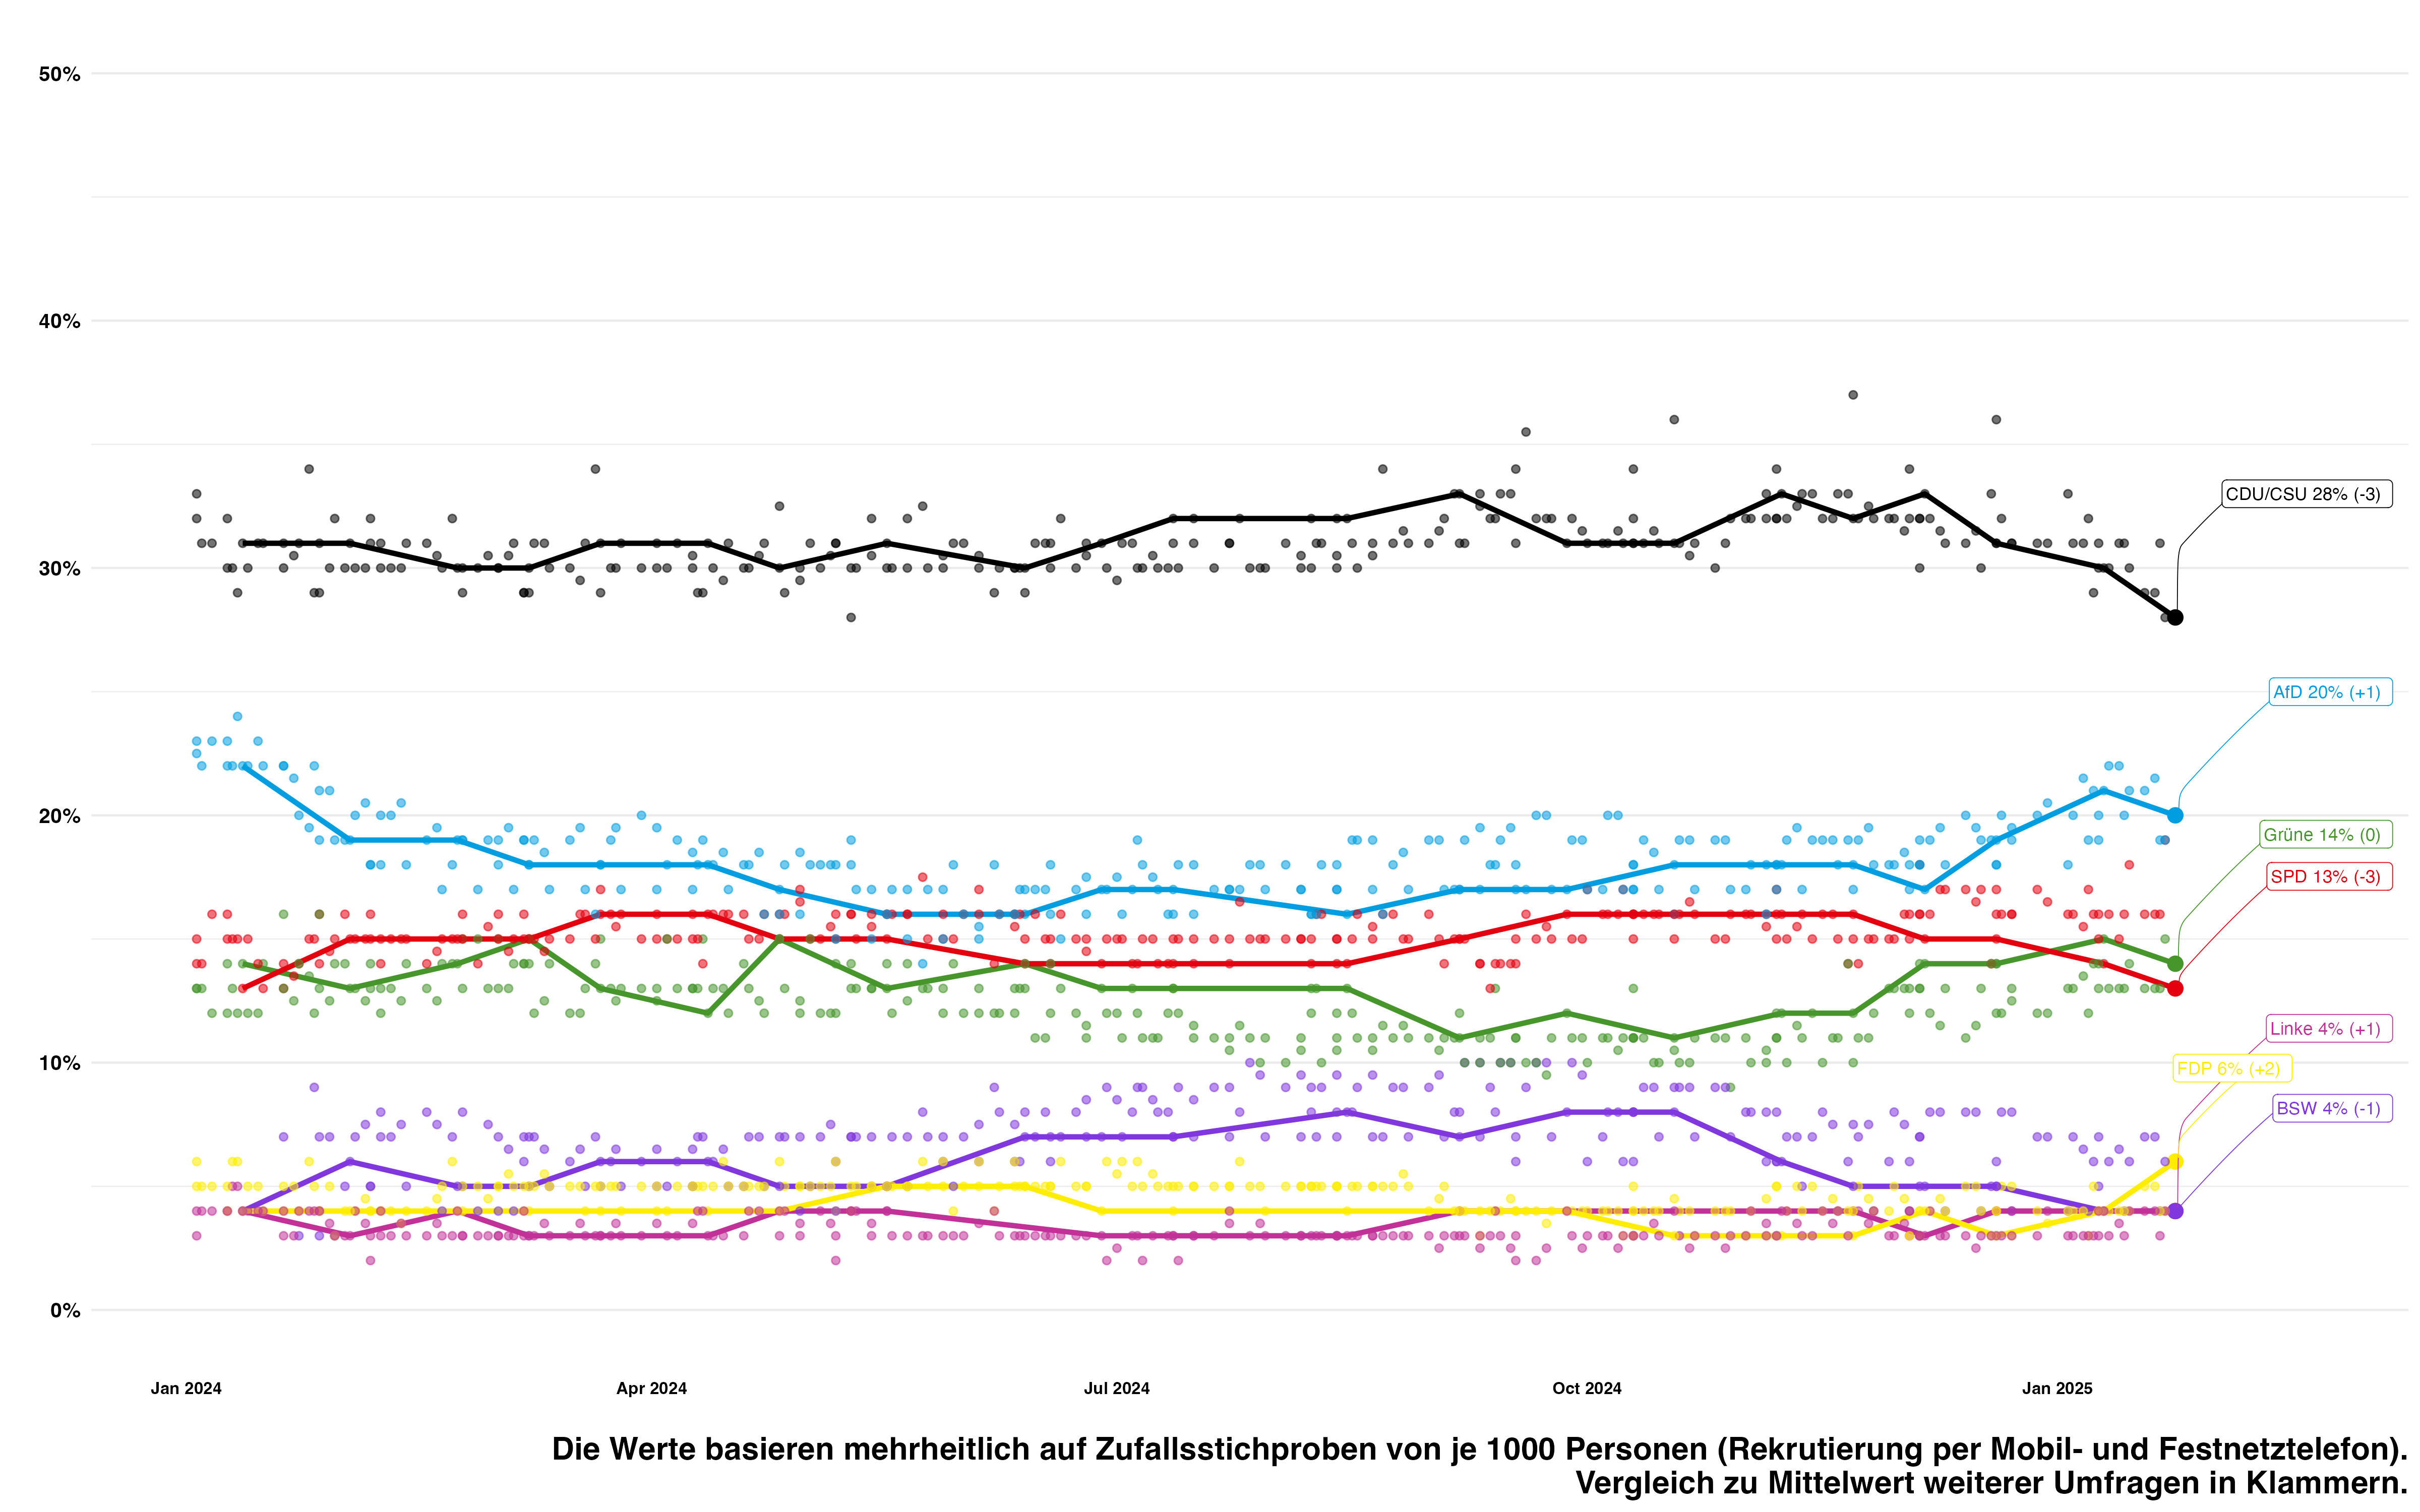 50%
40%
30%
20%
10%
0%
CDU/CSU 28% (-3)
AfD 20% (+1)
Grüne 14% (0)
SPD 13% (-3)
Linke 4% (+1)
FDP 6% (+2)
BSW 4% (-1)
Jan 2024
Apr 2024
Jul 2024
Oct 2024
Jan 2025
Die Werte basieren mehrheitlich auf Zufallsstichproben von je 1000 Personen (Rekrutierung per Mobil- und Festnetztelefon).
Vergleich zu Mittelwert weiterer Umfragen in Klammern.